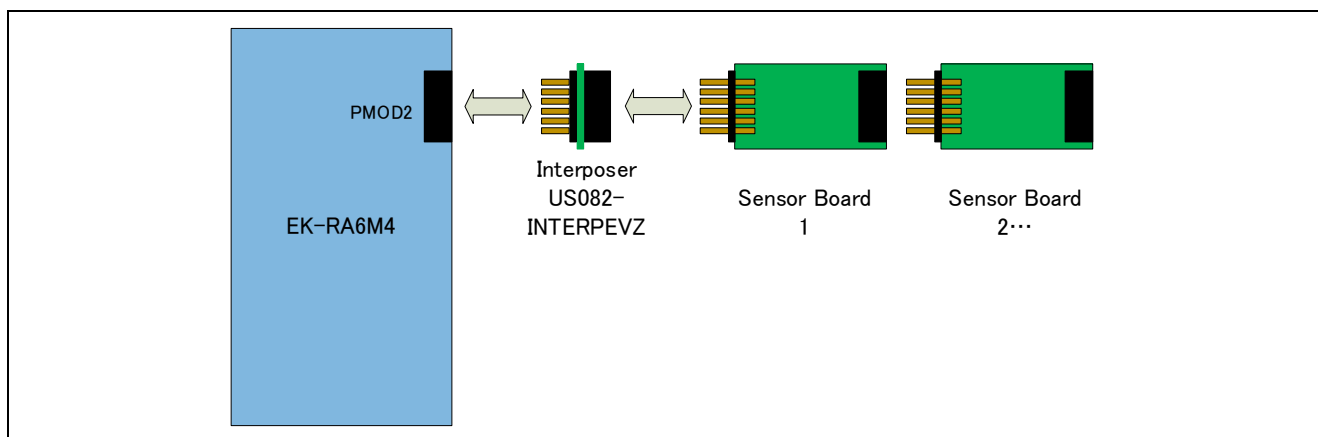 PMOD2
EK-RA6M4
Interposer
US082-
INTERPEVZ
Sensor Board
1
Sensor Board
2…